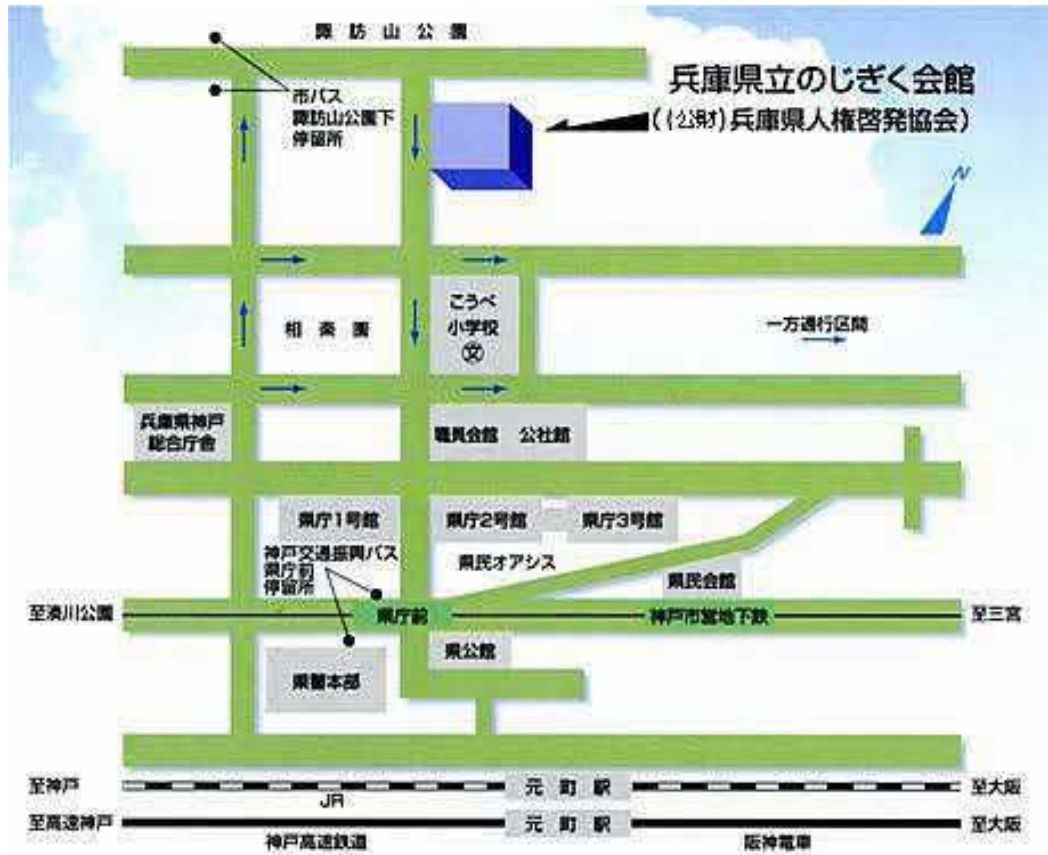 諏訪山公園
兵庫県立のじぎく会館
(公財)兵庫県人権啓発協会)
市バス
諏訪山公園下
停留所
N
こうべ
小学校
文
相楽園
一方通行区間
兵庫県神戸
総合庁舎
職員会館 公社館
県庁1号館
県庁2号館
県庁3号館
神戸交通振興バス
県庁前
停留所
県民オアシス
県民会館
至湊川公園
県庁前
神戸市営地下鉄
至三宮
県公館
県警本部
至神戸
元町駅
至大阪
JR
至高速神戸
元町駅
至大阪
神戸高速鉄道
阪神電車